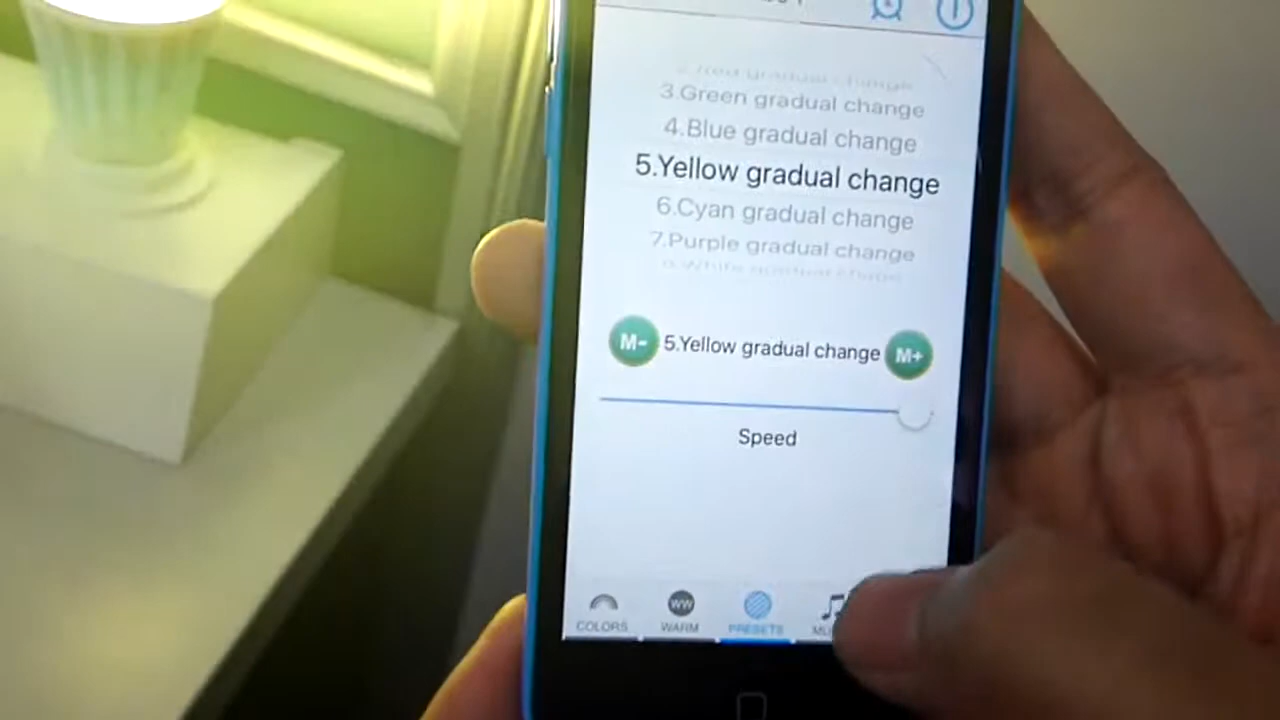 3.Green gradual change
4.Blue gradual change
5.Yellow gradual change
6.Cyan gradual change
7.Purple gradual change
M-
5.Yellow gradual change
M+
Speed
WW
COLORS
WARM
PRESETS